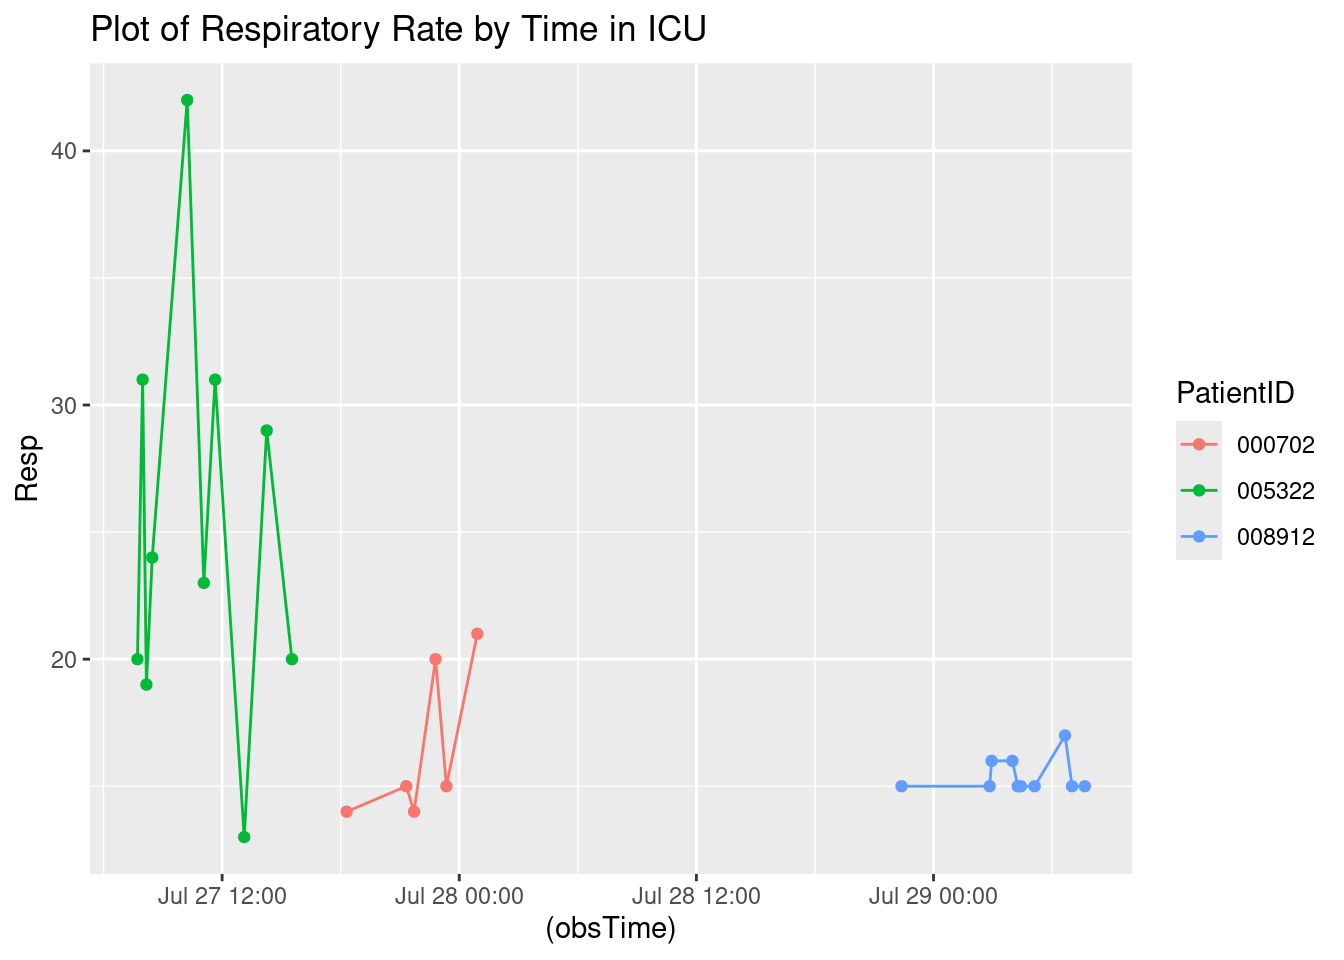 Plot of Respiratory Rate by Time in ICU
40
30
20
Resp
Jul 27 12:00
Jul 28 00:00
Jul 28 12:00
Jul 29 00:00
(obsTime)
PatientID
000702
005322
008912